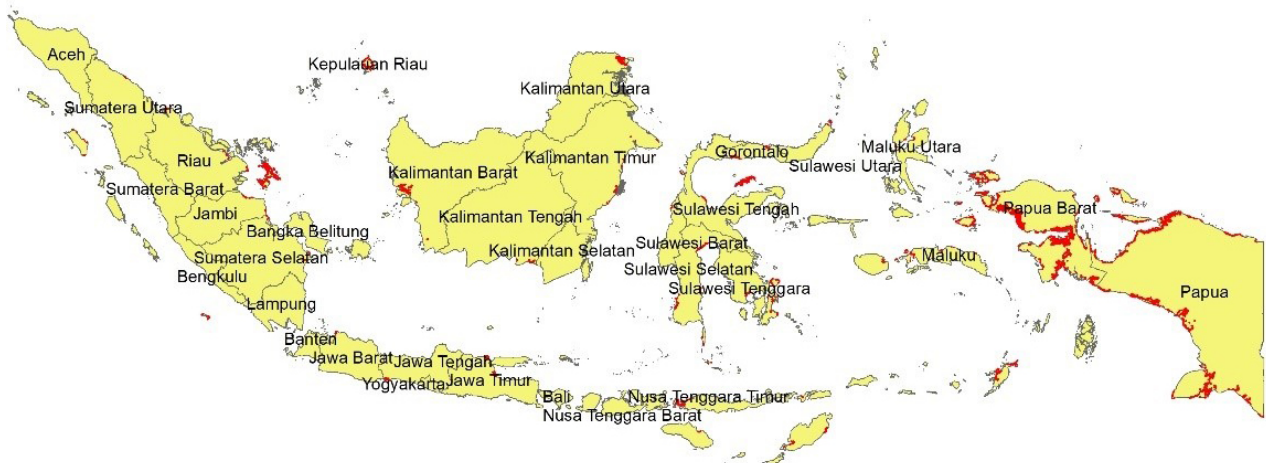 Aceh
Kepulauan Riau
Kalimantan Utara
Sumatera Utara
Riau
Kalimantan Timur
Gorontalo
Maluku Utara
Sulawesi Utara
Kalimantan Barat
Sumatera Barat
Jambi
Kalimantan Tengah
Sulawesi Tengah
Papua Barat
Bangka Belitung
Sumatera Selatan
Kalimantan Selatan
Sulawesi Barat
Maluku
Bengkulu
Sulawesi Selatan
Sulawesi Tenggara
Papua
Lampung
Banten
Jawa Barat
Jawa Tengah
Yogyakarta
Jawa Timur
Bali
Nusa Tenggara Timur
Nusa Tenggara Barat